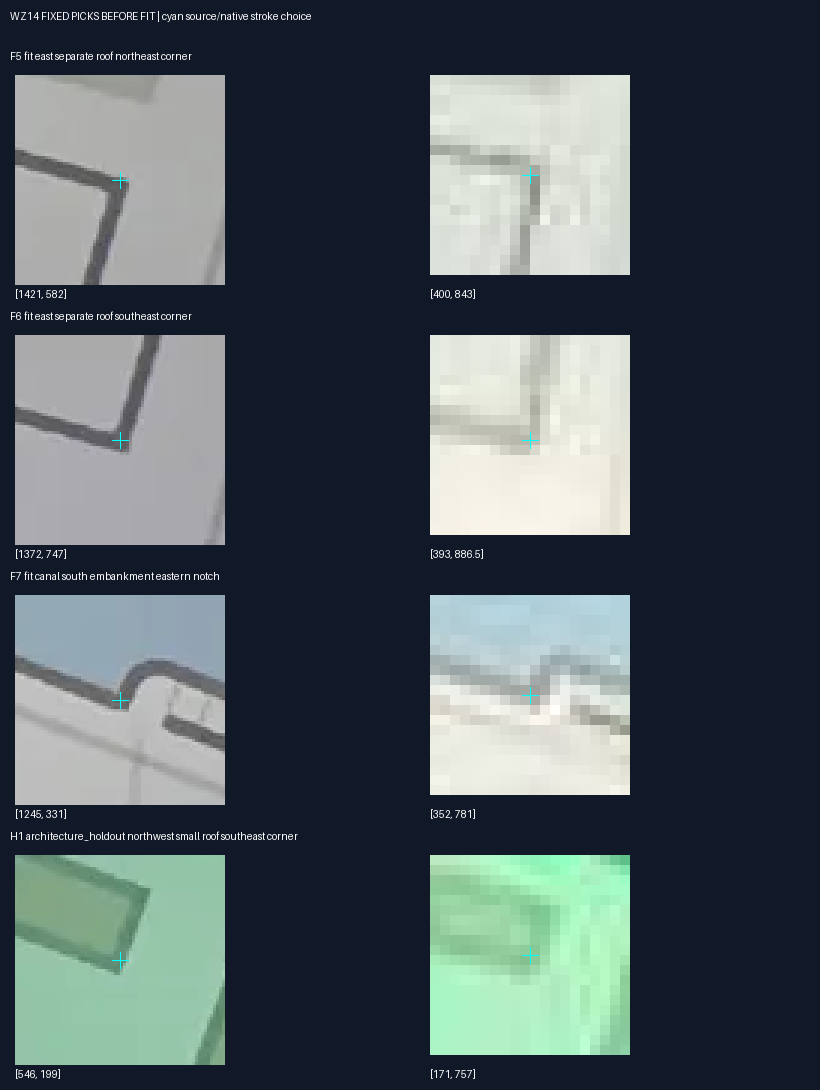 WZ14 FIXED PICKS BEFORE FIT | cyan source/native stroke choice
F5 fit east separate roof northeast corner
[1421, 582] [400, 843]
F6 fit east separate roof southeast corner
[1372, 747] [393, 886.5]
F7 fit canal south embankment eastern notch
[1245, 331] [352, 781]
H1 architecture_holdout northwest small roof southeast corner
[546, 199] [171, 757]